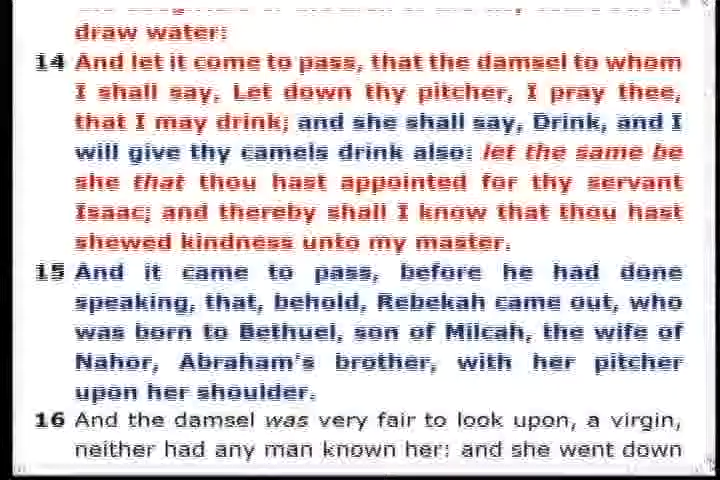 draw water:
14 And let it come to pass, that the damsel to whom
I shall say, Let down thy pitcher, I pray thee,
that I may drink; and she shall say, Drink, and I
will give thy camels drink also: let the same be
she that thou hast appointed for thy servant
Isaac; and thereby shall I know that thou hast
shewed kindness unto my master.
15 And it came to pass, before he had done
speaking, that, behold, Rebekah came out, who
was born to Bethuel, son of Milcah, the wife of
Nahor, Abraham's brother, with her pitcher
upon her shoulder.
16 And the damsel was very fair to look upon, a virgin,
neither had any man known her: and she went down